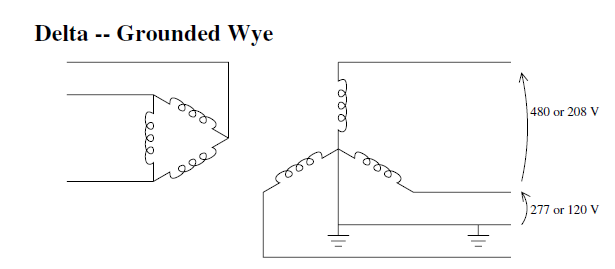 Delta -- Grounded Wye
480 or 208 V
277 or 120 V